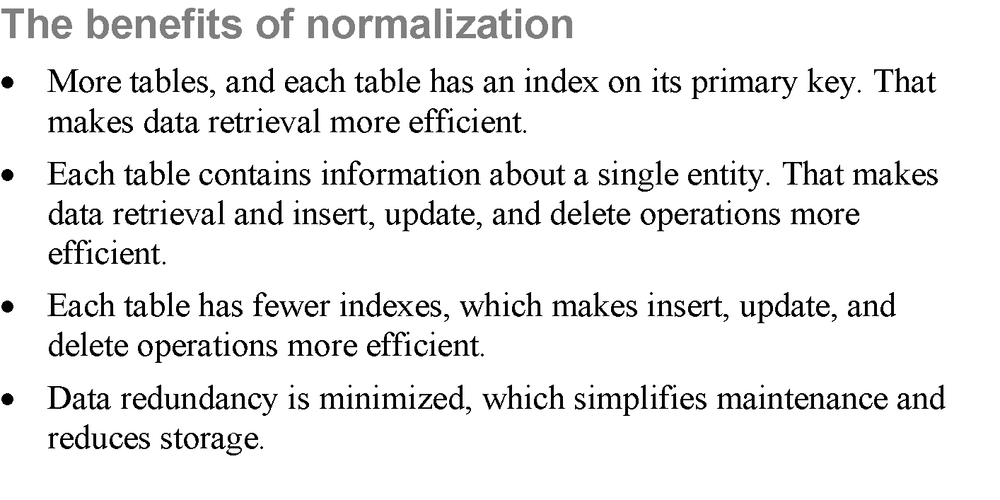 The benefits of normalization
• More tables, and each table has an index on its primary key. That
makes data retrieval more efficient.
• Each table contains information about a single entity. That makes
data retrieval and insert, update, and delete operations more
efficient.
• Each table has fewer indexes, which makes insert, update, and
delete operations more efficient.
• Data redundancy is minimized, which simplifies maintenance and
reduces storage.